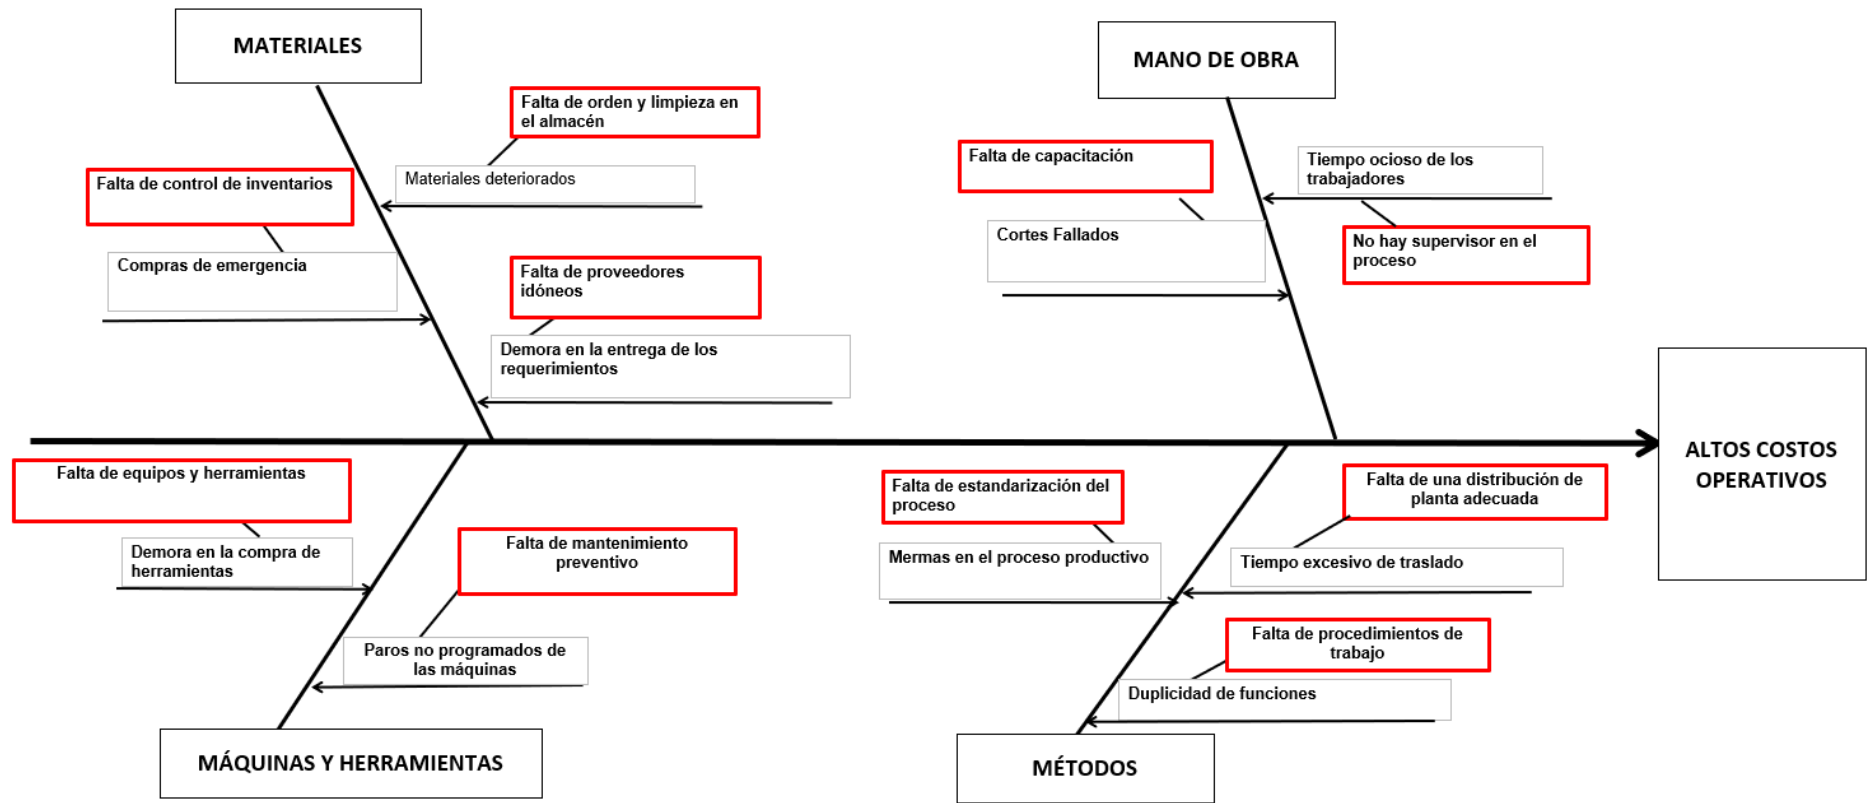 MATERIALES
Falta de orden y limpieza en
el almacén
Materiales deteriorados
Falta de control de inventarios
Compras de emergencia
Falta de proveedores
idóneos
Demora en la entrega de los
requerimientos
MANO DE OBRA
Falta de capacitación
Cortes Fallados
Tiempo ocioso de los
trabajadores
No hay supervisor en el
proceso
ALTOS COSTOS
OPERATIVOS
Falta de equipos y herramientas
Demora en la compra de
herramientas
Falta de mantenimiento
preventivo
Paros no programados de
las máquinas
MÁQUINAS Y HERRAMIENTAS
Falta de estandarización del
proceso
Mermas en el proceso productivo
Falta de una distribución de
planta adecuada
Tiempo excesivo de traslado
Falta de procedimientos de
trabajo
Duplicidad de funciones
MÉTODOS